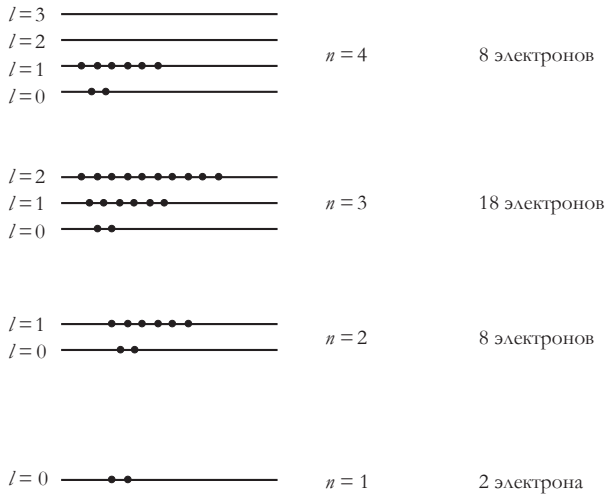 l = 3
l = 2
l = 1
l = 0
n = 4 8 электронов
l = 2
l = 1
l = 0
n = 3 18 электронов
l = 1
l = 0
n = 2 8 электронов
l = 0
n = 1 2 электрона